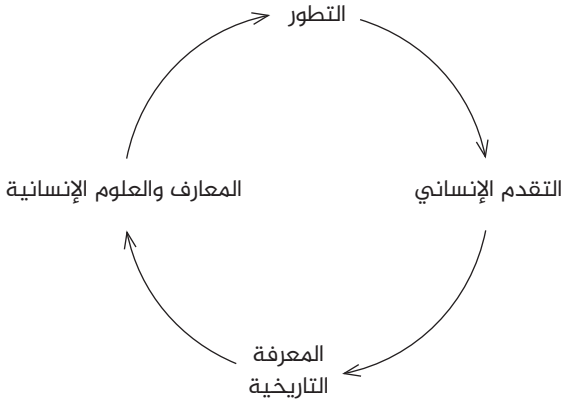 التطور
التقدم الإنساني
المعارف والعلوم الإنسانية
المعرفة
التاريخية